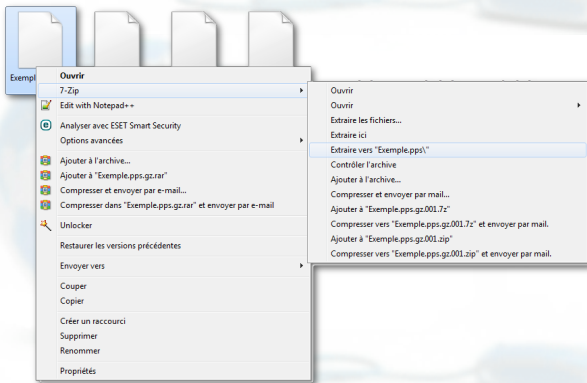 Exempl
Ouvrir
7-Zip
Edit with Notepad++
Analyser avec ESET Smart Security
Options avancées
Ajouter à l'archive...
Ajouter à "Exemple.pps.gz.rar"
Compresser et envoyer par e-mail...
Compresser dans "Exemple.pps.gz.rar" et envoyer par e-mail
Unlocker
Restaurer les versions précédentes
Envoyer vers
Couper
Copier
Créer un raccourci
Supprimer
Renommer
Propriétés
Ouvrir
Ouvrir
Extraire les fichiers...
Extraire ici
Extraire vers "Exemple.pps\"
Contrôler l'archive
Ajouter à l'archive...
Compresser et envoyer par mail...
Ajouter à "Exemple.pps.gz.001.7z"
Compresser vers "Exemple.pps.gz.001.7z" et envoyer par mail.
Ajouter à "Exemple.pps.gz.001.zip"
Compresser vers "Exemple.pps.gz.001.zip" et envoyer par mail.